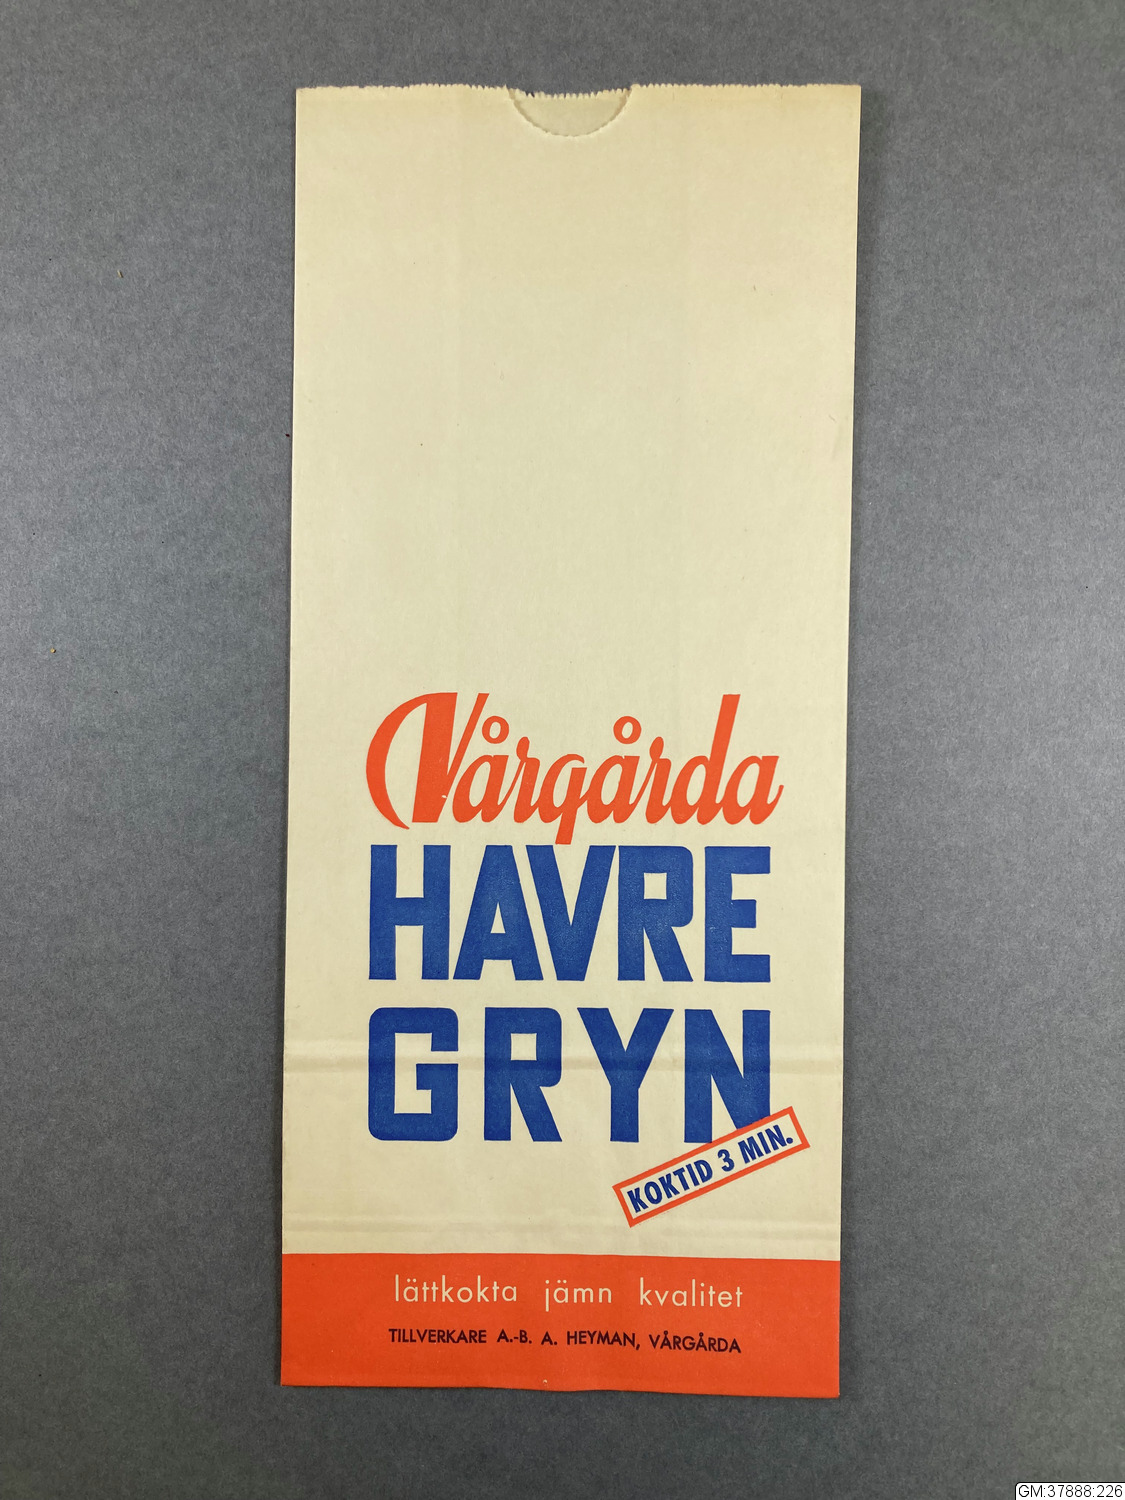 Vårgårda
HAVRE
GRYN
KOKTID 3 MIN.
lättkokta jämn kvalitet
TILLVERKARE A.-B. A. HEYMAN, VÅRGÅRDA
GM:37888:226